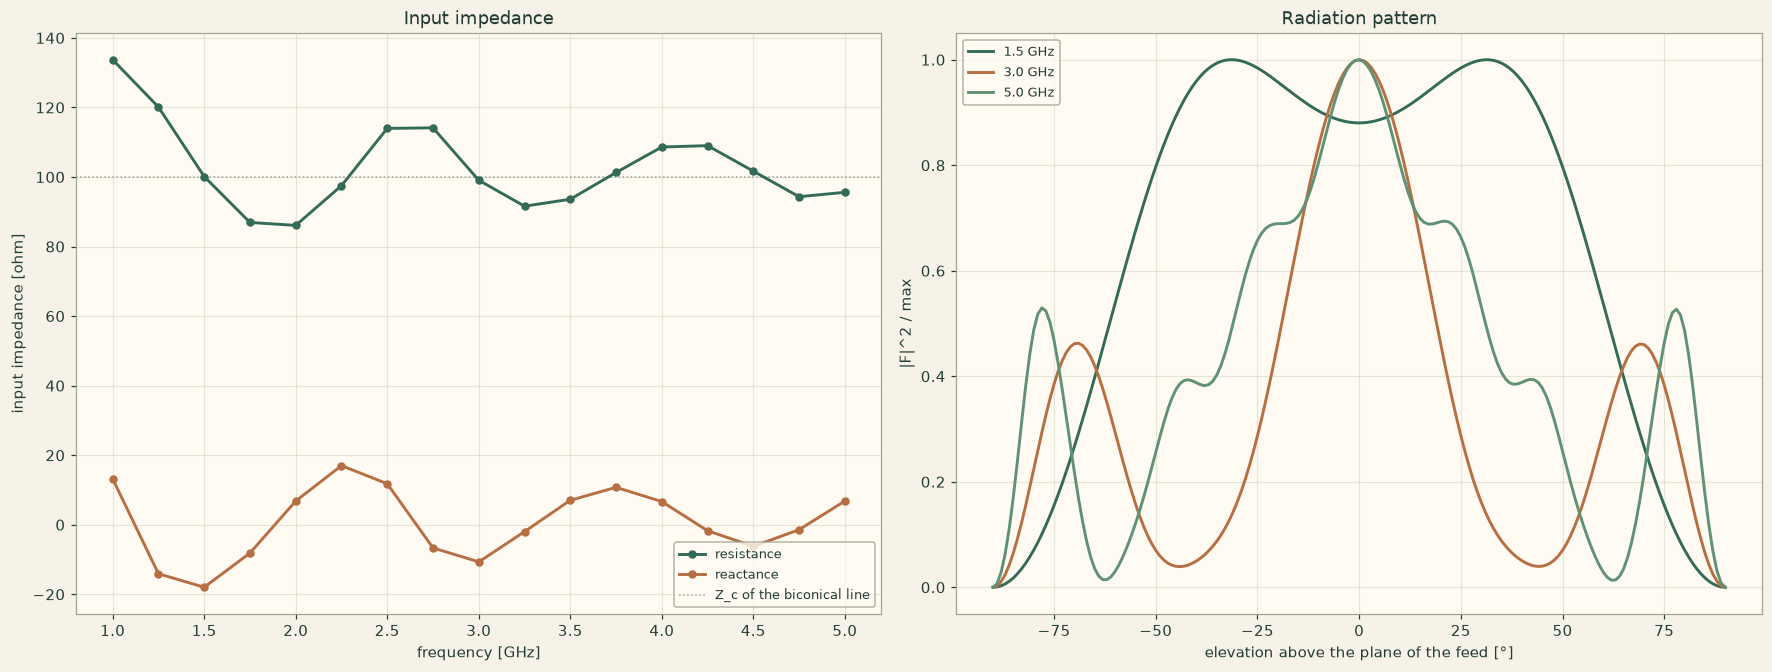 Input impedance
140
120
100
80
60
40
20
0
−20
input impedance [ohm]
1.0
1.5
2.0
2.5
3.0
3.5
4.0
4.5
5.0
frequency [GHz]
resistance
reactance
Z_c of the biconical line
Radiation pattern
1.5 GHz
3.0 GHz
5.0 GHz
1.0
0.8
0.6
0.4
0.2
0.0
|F|^2 / max
−75
−50
−25
0
25
50
75
elevation above the plane of the feed [°]